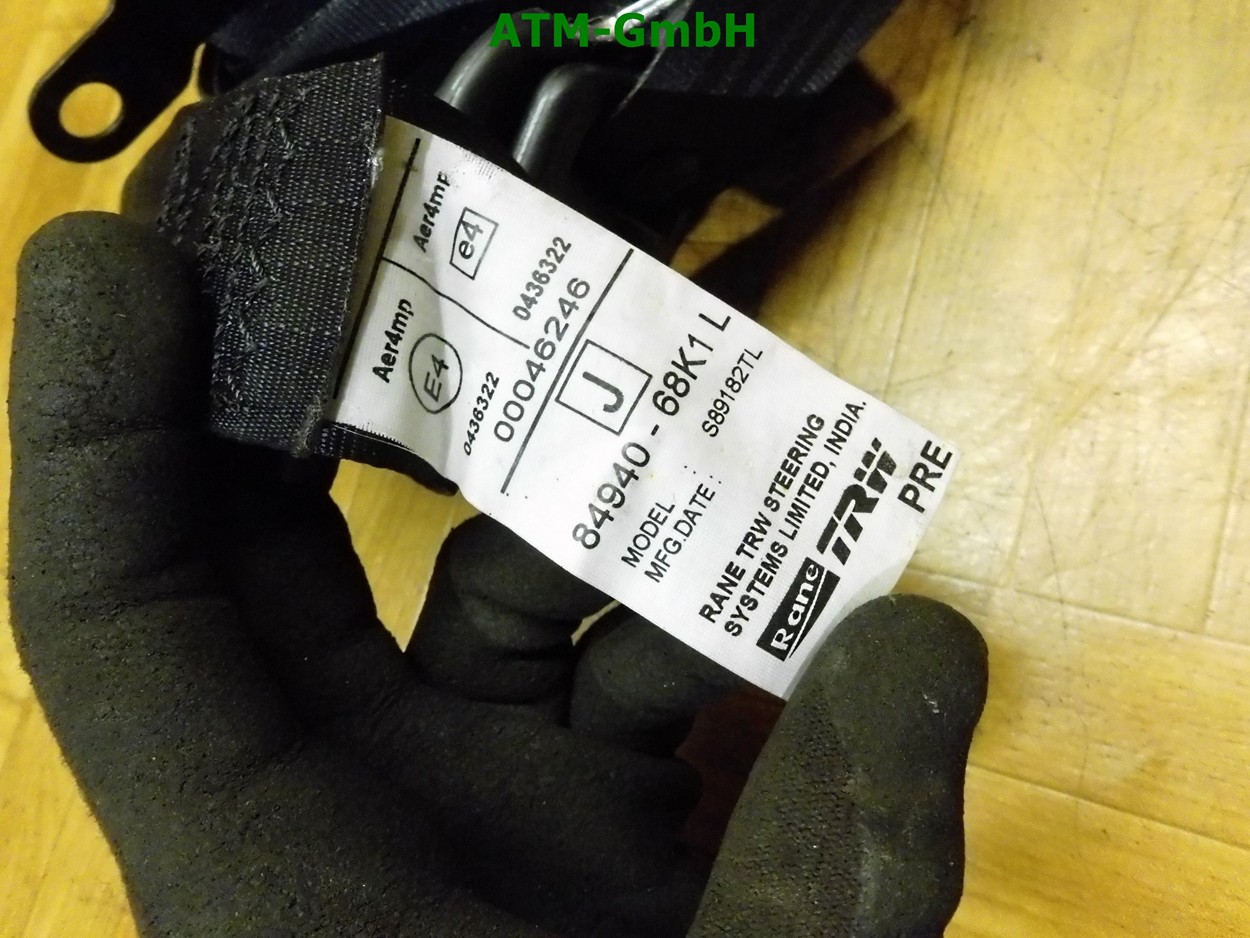 ATM-GmbH
Aer4mp
e4
0436322
Aer4mp
E4
0436322
00046246
J
84940 - 68K1 L
S89182TL
MODEL :
MFG.DATE :
RANE TRW STEERING
SYSTEMS LIMITED, INDIA.
Rane TRW
PRE